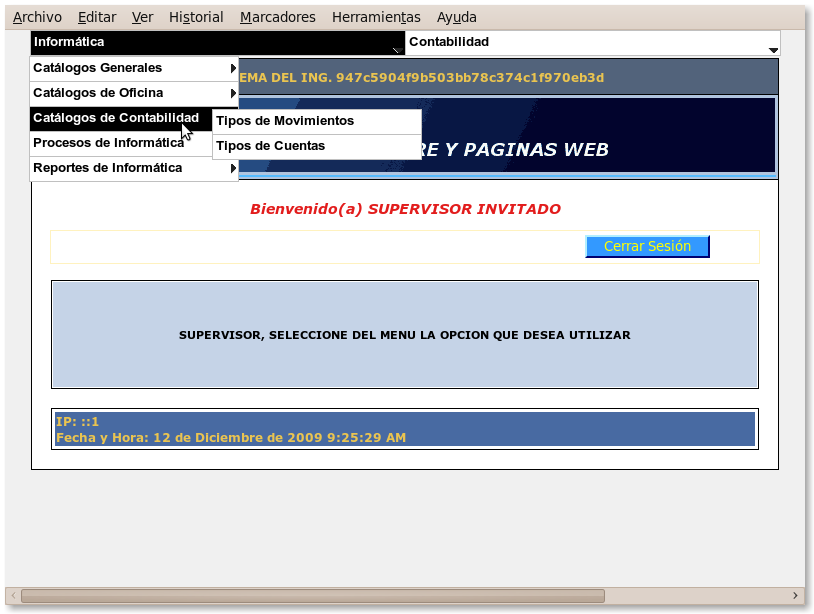 Archivo Editar Ver Historial Marcadores Herramientas Ayuda
Informática Contabilidad
Catálogos Generales
EMA DEL ING. 947c5904f9b503bb78c374c1f970eb3d
Catálogos de Oficina
Catálogos de Contabilidad
Tipos de Movimientos
Procesos de Informática
Tipos de Cuentas
RE Y PAGINAS WEB
Reportes de Informática
Bienvenido(a) SUPERVISOR INVITADO
Cerrar Sesión
SUPERVISOR, SELECCIONE DEL MENU LA OPCION QUE DESEA UTILIZAR
IP: ::1
Fecha y Hora: 12 de Diciembre de 2009 9:25:29 AM